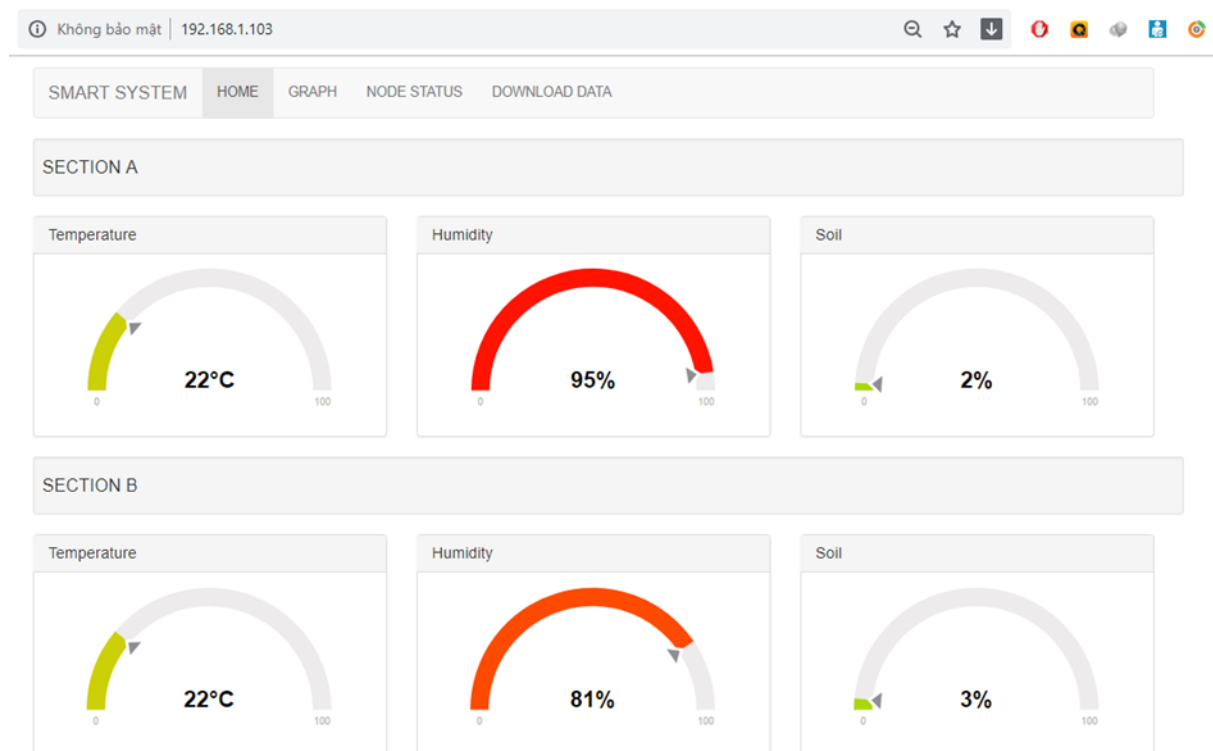 Không bảo mật 192.168.1.103
SMART SYSTEM HOME GRAPH NODE STATUS DOWNLOAD DATA
SECTION A
Temperature Humidity Soil
22°C 95% 2%
0 100 0 100 0 100
SECTION B
Temperature Humidity Soil
22°C 81% 3%
0 100 0 100 0 100